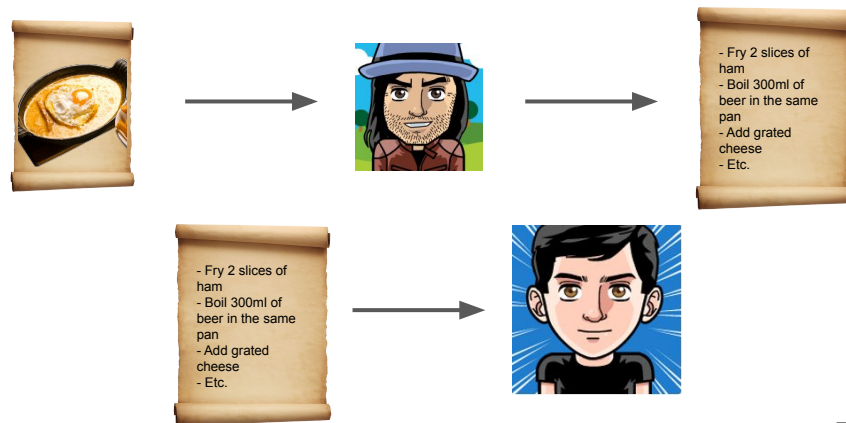 - Fry 2 slices of
ham
- Boil 300ml of
beer in the same
pan
- Add grated
cheese
- Etc.
- Fry 2 slices of
ham
- Boil 300ml of
beer in the same
pan
- Add grated
cheese
- Etc.